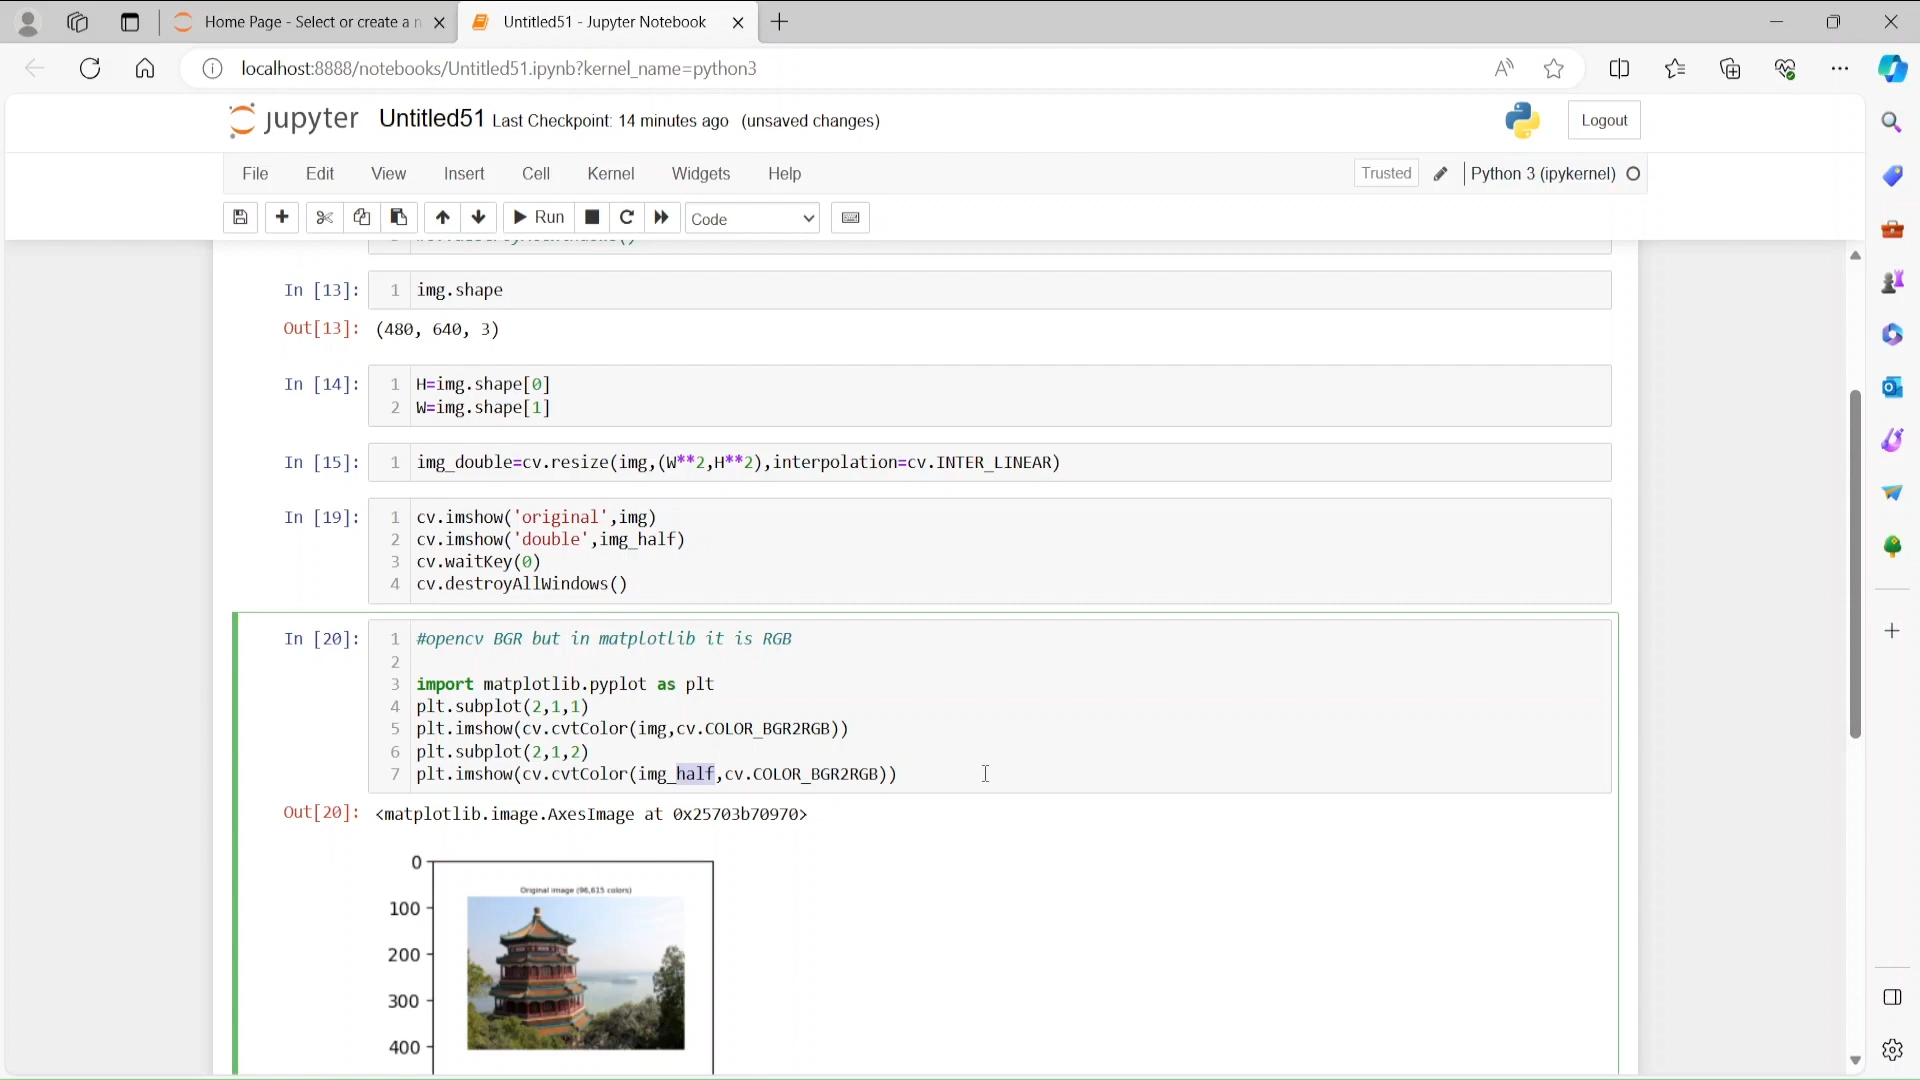 Home Page - Select or create a n
Untitled51 - Jupyter Notebook
localhost:8888/notebooks/Untitled51.ipynb?kernel_name=python3
jupyter Untitled51 Last Checkpoint: 14 minutes ago (unsaved changes)
Logout
File Edit View Insert Cell Kernel Widgets Help
Trusted
Python 3 (ipykernel)
Run
Code
In [13]: 1 img.shape
Out[13]: (480, 640, 3)
In [14]: 1 H=img.shape[0]
2 W=img.shape[1]
In [15]: 1 img_double=cv.resize(img,(W**2,H**2),interpolation=cv.INTER_LINEAR)
In [19]: 1 cv.imshow('original',img)
2 cv.imshow('double',img_half)
3 cv.waitKey(0)
4 cv.destroyAllWindows()
In [20]: 1 #opencv BGR but in matplotlib it is RGB
2
3 import matplotlib.pyplot as plt
4 plt.subplot(2,1,1)
5 plt.imshow(cv.cvtColor(img,cv.COLOR_BGR2RGB))
6 plt.subplot(2,1,2)
7 plt.imshow(cv.cvtColor(img_half,cv.COLOR_BGR2RGB))
Out[20]: <matplotlib.image.AxesImage at 0x25703b70970>
0
Original image (96,615 colors)
100
200
300
400